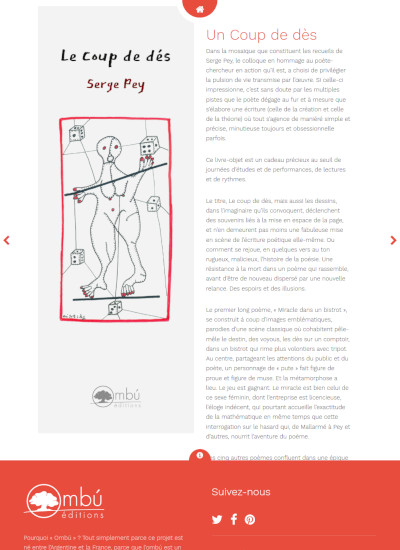 Le Coup de dés
Serge Pey
Ombú
éditions
Un Coup de dès
Dans la mosaïque que constituent les recueils de
Serge Pey, le colloque en hommage au poète-
chercheur en action qu'il est, a choisi de privilégier
la pulsion de vie transmise par l'œuvre. Si celle-ci
impressionne, c'est sans doute par les multiples
pistes que le poète dégage au fur et à mesure que
s'élabore une écriture (celle de la création et celle
de la théorie) où tout s'agence de manière simple et
précise, minutieuse toujours et obsessionnelle
parfois.
Ce livre-objet est un cadeau précieux au seuil de
journées d'études et de performances, de lectures
et de rythmes.
Le titre, Le coup de dés, mais aussi les dessins,
dans l'imaginaire qu'ils convoquent, déclenchent
des souvenirs liés à la mise en espace de la page,
et n'en demeurent pas moins une fabuleuse mise
en scène de l'écriture poétique elle-même. Ou
comment se rejoue, en quelques vers au ton
rugueux, malicieux, l'histoire de la poésie. Une
résistance à la mort dans un poème qui rassemble,
avant d'être de nouveau dispersé par une nouvelle
relance. Des espoirs et des illusions.
Le premier long poème, « Miracle dans un bistrot »,
se construit à coup d'images emblématiques,
parodies d'une scène classique où cohabitent pêle-
mêle le destin, des voyous, les dés sur un comptoir,
dans un bistrot qui rime plus volontiers avec tripot.
Au centre, partageant les attentions du public et du
poète, un personnage de « pute » fait figure de
proue et figure de muse. Et la métamorphose a
lieu. Le jeu est gagnant. Le miracle est bien celui de
ce sexe féminin, dont l'entreprise est licencieuse,
l'éloge indécent, qui pourtant accueille l'exactitude
de la mathématique en même temps que cette
interrogation sur le hasard qui, de Mallarmé à Pey et
d'autres, nourrit l'aventure du poème.
cinq autres poèmes confluent dans une époque
Ombú
éditions
Pourquoi « Ombú » ? Tout simplement parce ce projet est
né entre l'Argentine et la France, parce que l'ombú est un
Suivez-nous